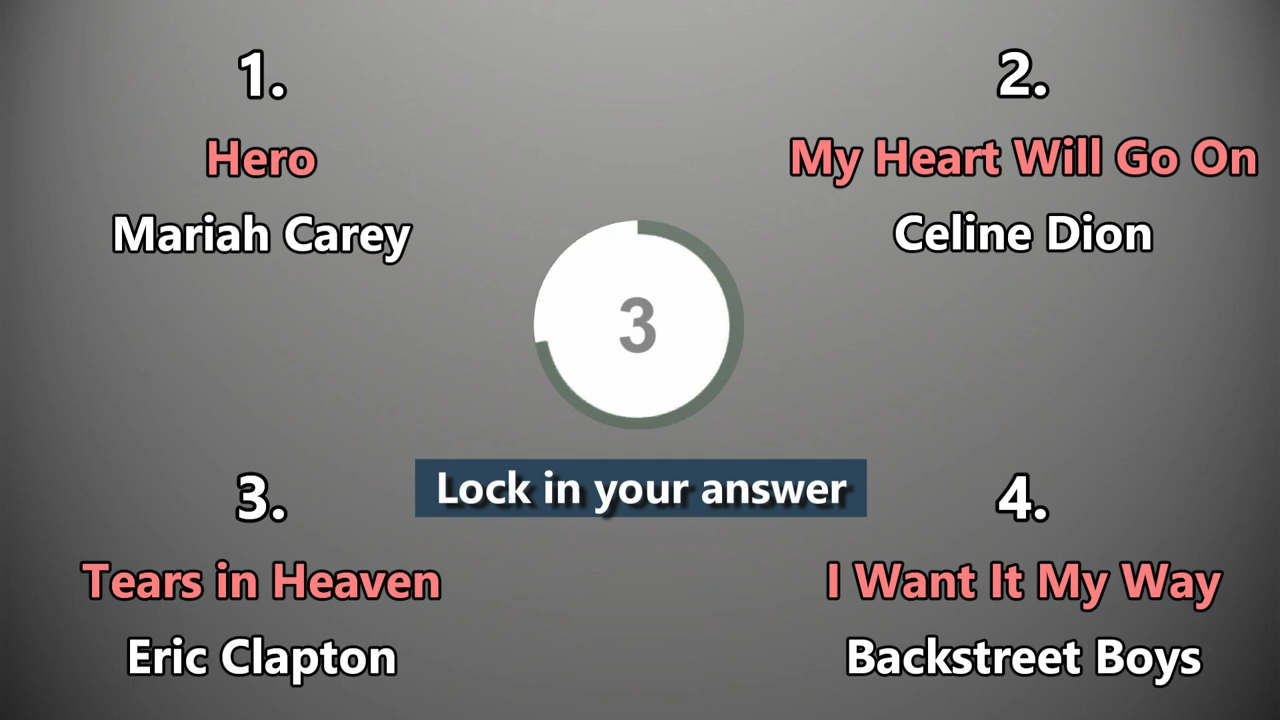 1.
Hero
Mariah Carey
2.
My Heart Will Go On
Celine Dion
3
Lock in your answer
3.
Tears in Heaven
Eric Clapton
4.
I Want It My Way
Backstreet Boys